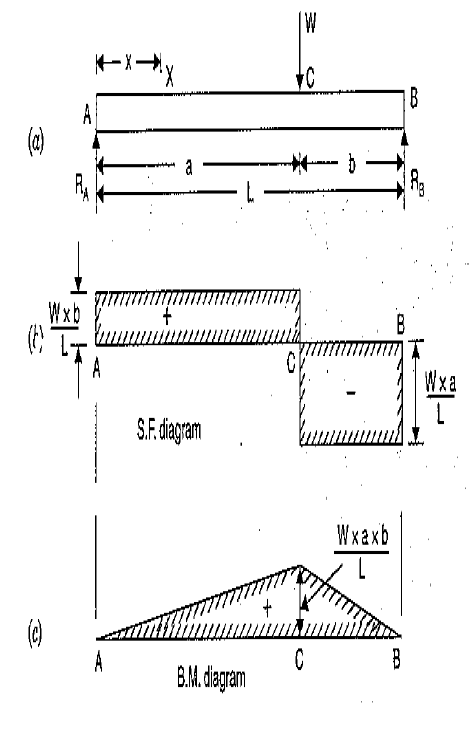 W
x
X
C
A
B
(a)
a
b
R_A
L
R_B
W x b
L
+
B
(b)
A
C
W x a
L
–
S.F. diagram
W x a x b
L
+
(c)
A
C
B
B.M. diagram